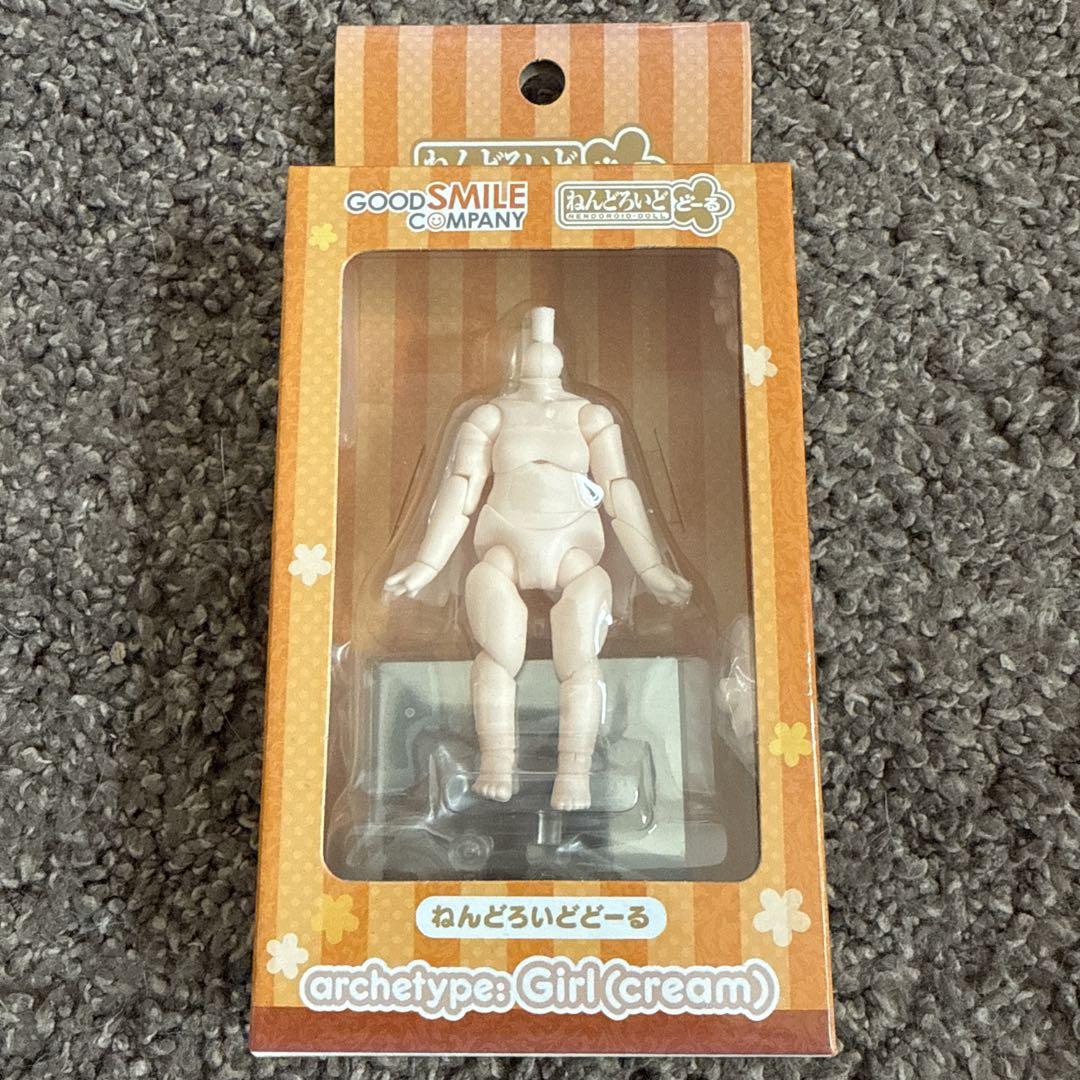 ねんどろいど
GOOD SMILE
COMPANY
ねんどろいど どーる
NENDOROID-DOLL
ねんどろいどどーる
archetype: Girl (cream)